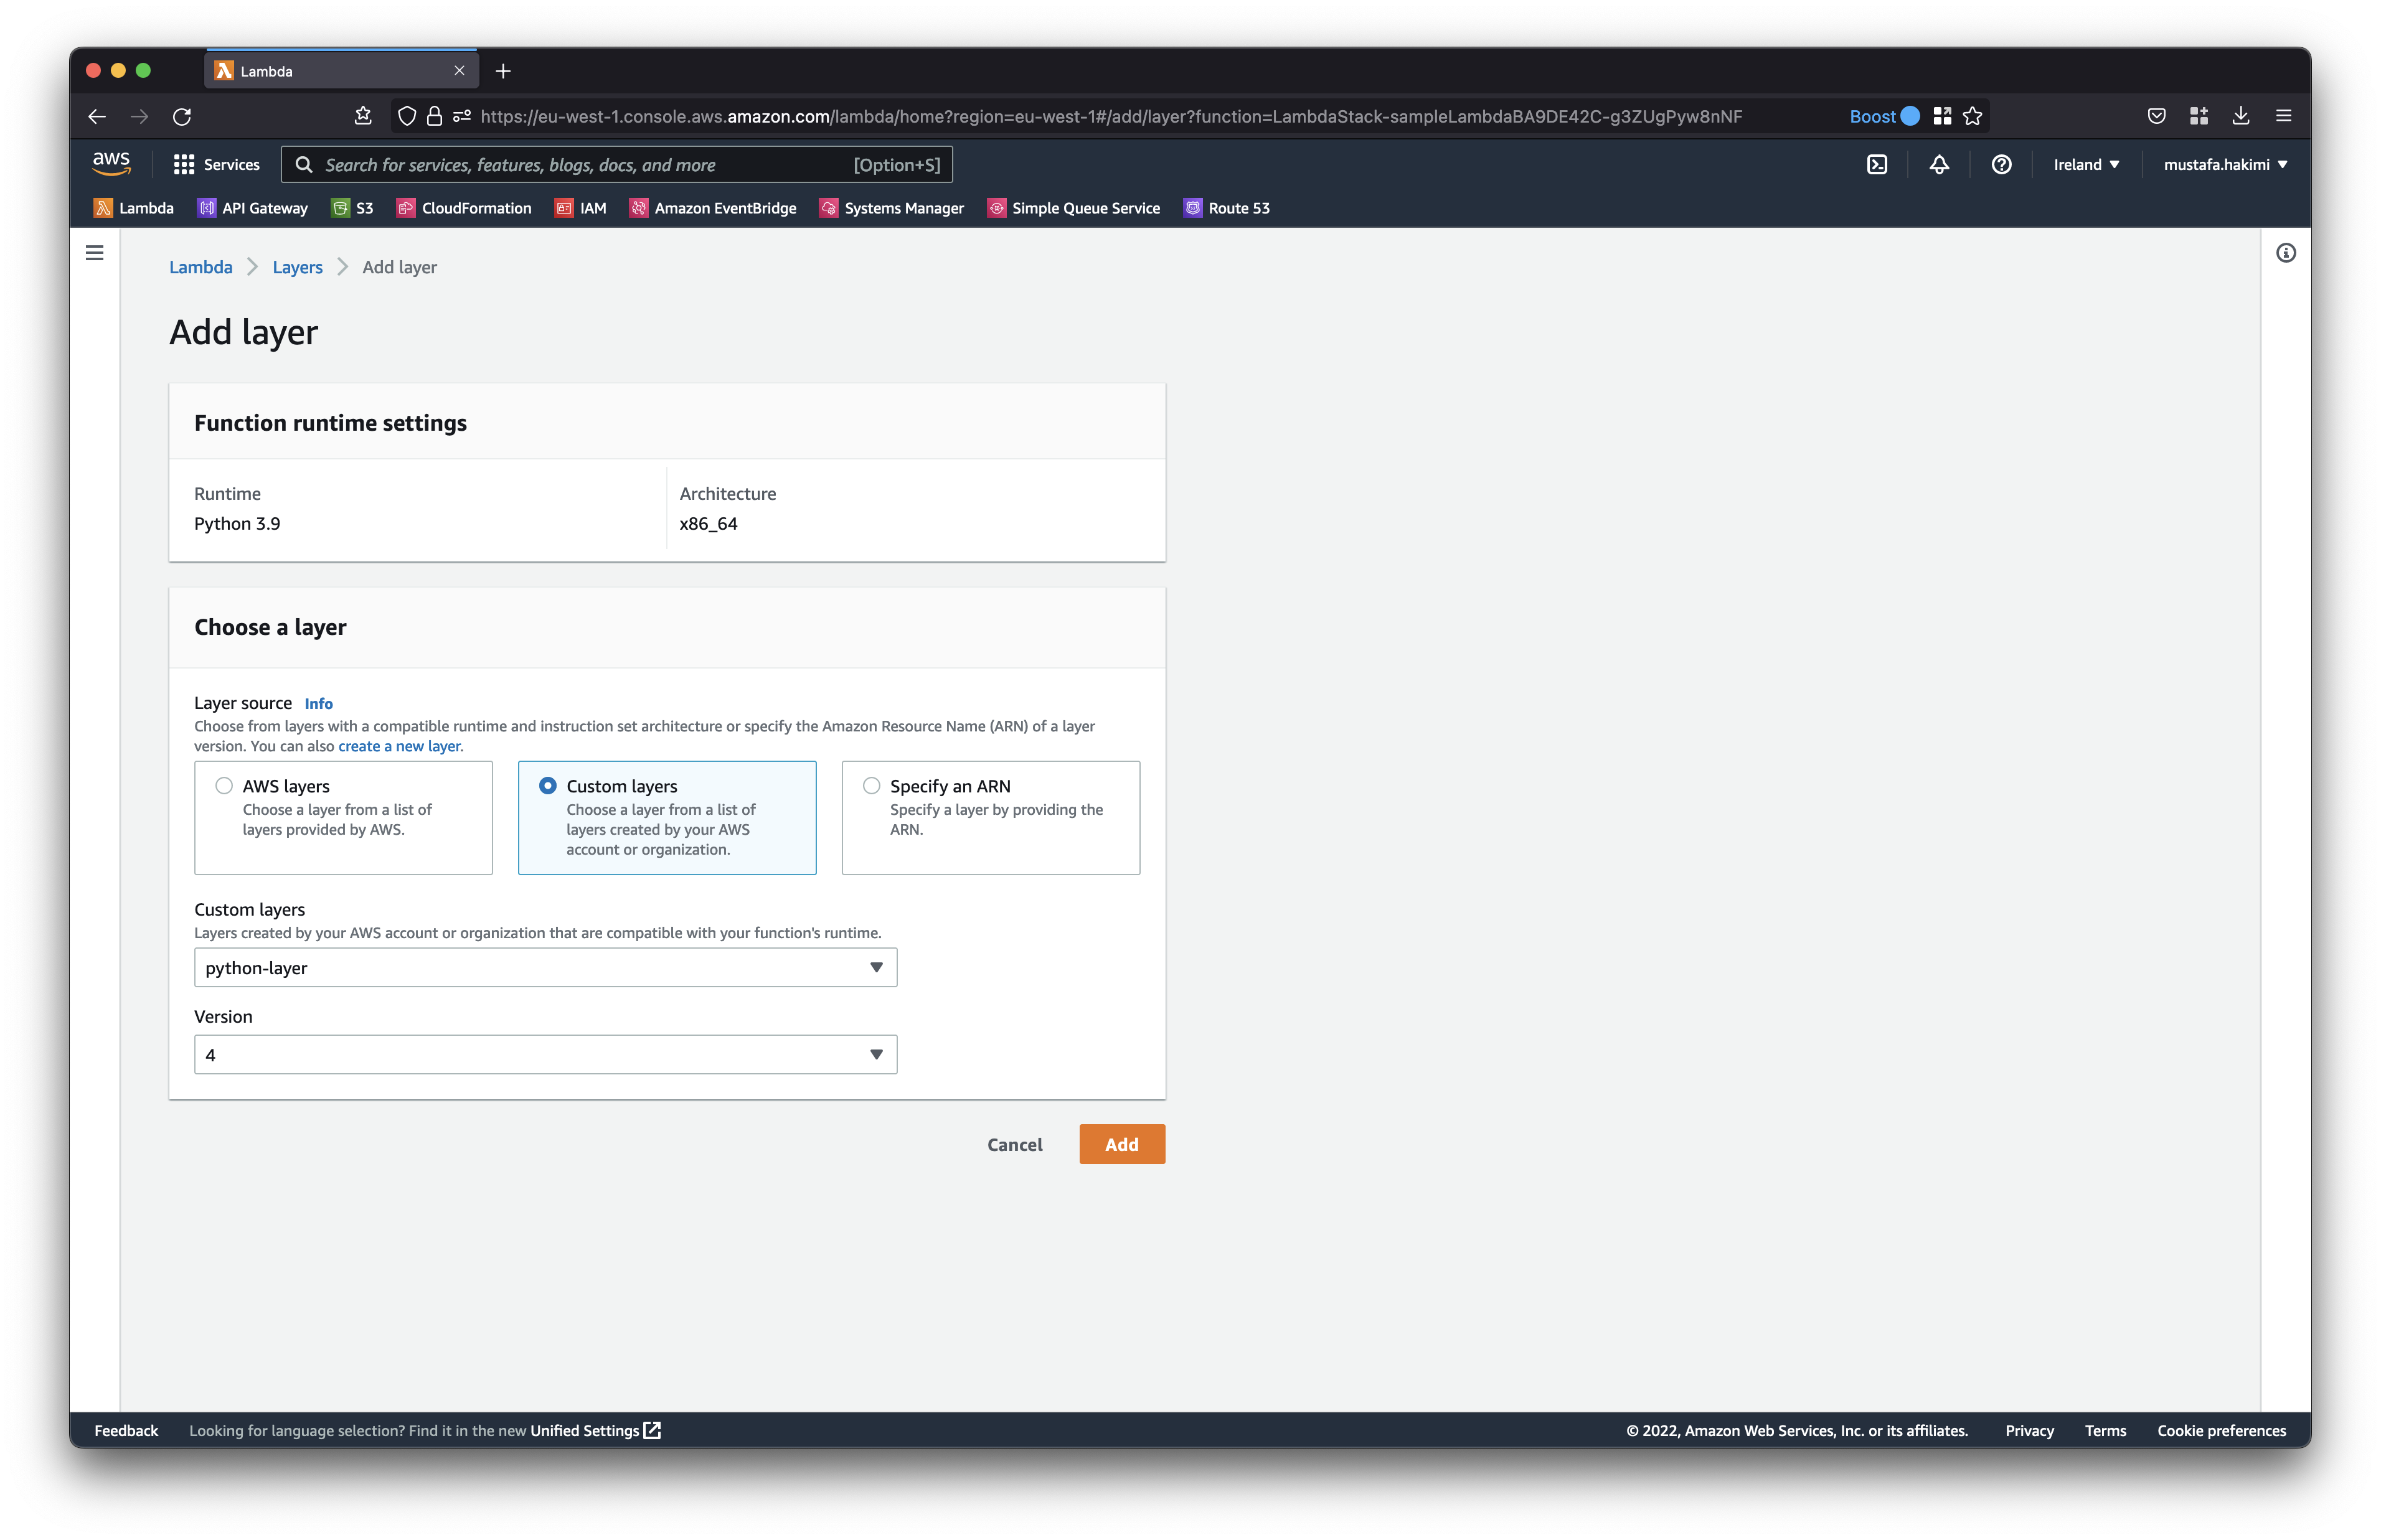 Lambda
https://eu-west-1.console.aws.amazon.com/lambda/home?region=eu-west-1#/add/layer?function=LambdaStack-sampleLambdaBA9DE42C-g3ZUgPyw8nNF
Boost
aws
Services
Search for services, features, blogs, docs, and more
[Option+S]
Ireland
mustafa.hakimi
Lambda
API Gateway
S3
CloudFormation
IAM
Amazon EventBridge
Systems Manager
Simple Queue Service
Route 53
Lambda
Layers
Add layer
Add layer
Function runtime settings
Runtime
Python 3.9
Architecture
x86_64
Choose a layer
Layer source Info
Choose from layers with a compatible runtime and instruction set architecture or specify the Amazon Resource Name (ARN) of a layer
version. You can also create a new layer.
AWS layers
Choose a layer from a list of
layers provided by AWS.
Custom layers
Choose a layer from a list of
layers created by your AWS
account or organization.
Specify an ARN
Specify a layer by providing the
ARN.
Custom layers
Layers created by your AWS account or organization that are compatible with your function's runtime.
python-layer
Version
4
Cancel
Add
Feedback
Looking for language selection? Find it in the new Unified Settings
© 2022, Amazon Web Services, Inc. or its affiliates.
Privacy
Terms
Cookie preferences